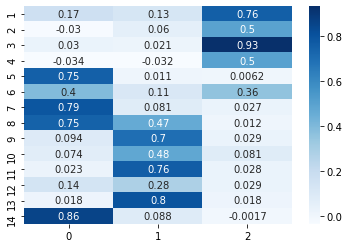 1 0.17 0.13 0.76
2 -0.03 0.06 0.5
3 0.03 0.021 0.93
4 -0.034 -0.032 0.5
5 0.75 0.011 0.0062
6 0.4 0.11 0.36
7 0.79 0.081 0.027
8 0.75 0.47 0.012
9 0.094 0.7 0.029
10 0.074 0.48 0.081
11 0.023 0.76 0.028
12 0.14 0.28 0.029
13 0.018 0.8 0.018
14 0.86 0.088 -0.0017
0 1 2
0.8
0.6
0.4
0.2
0.0